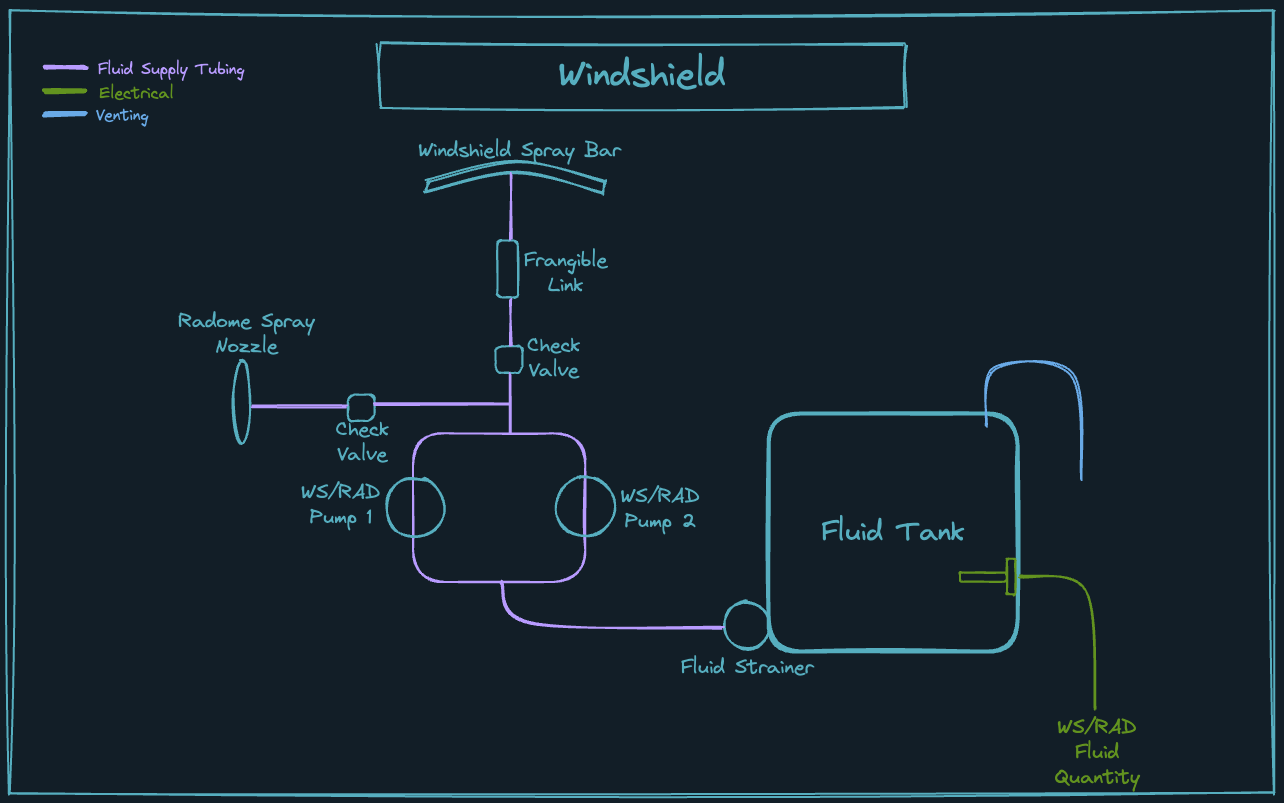 Windshield
Fluid Supply Tubing
Electrical
Venting
Windshield Spray Bar
Frangible
Link
Radome Spray
Nozzle
Check
Valve
Check
Valve
WS/RAD
Pump 1
WS/RAD
Pump 2
Fluid Tank
Fluid Strainer
WS/RAD
Fluid
Quantity